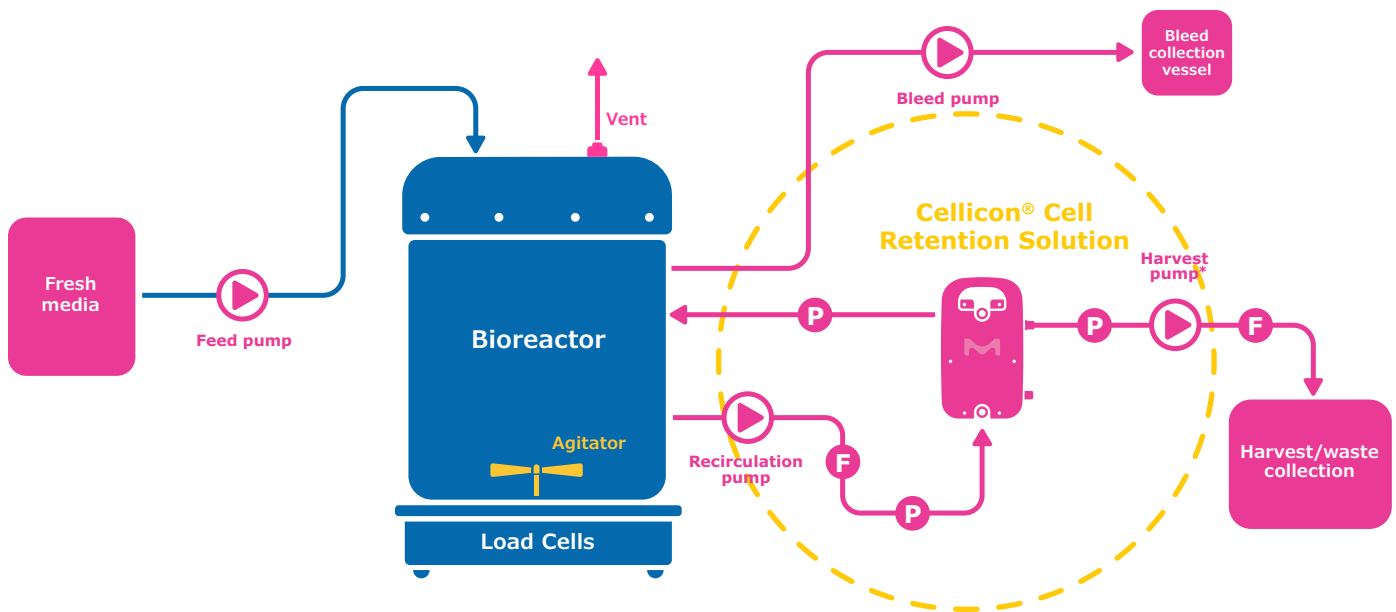 Bleed
collection
vessel
Bleed pump
Vent
Cellicon® Cell
Retention Solution
Harvest
pump*
Fresh
media
Feed pump
Bioreactor
P
P
F
Agitator
Recirculation
pump
F
P
Harvest/waste
collection
Load Cells